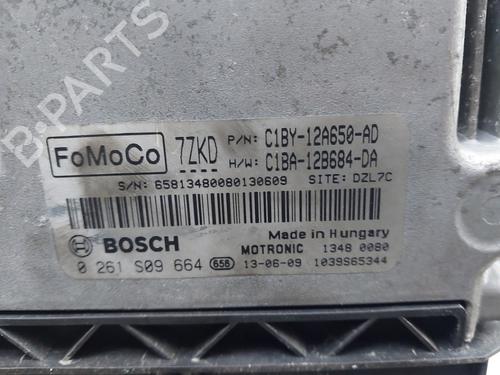 FoMoCo 7ZKD P/N: C1BY-12A650-AD
H/W: C1BA-12B684-DA
S/N: 65813480080130609 SITE: DZL7C
BOSCH Made in Hungary
MOTRONIC 1348 0080
0 261 S09 664 658 13-06-09 1039S65344
B-PARTS